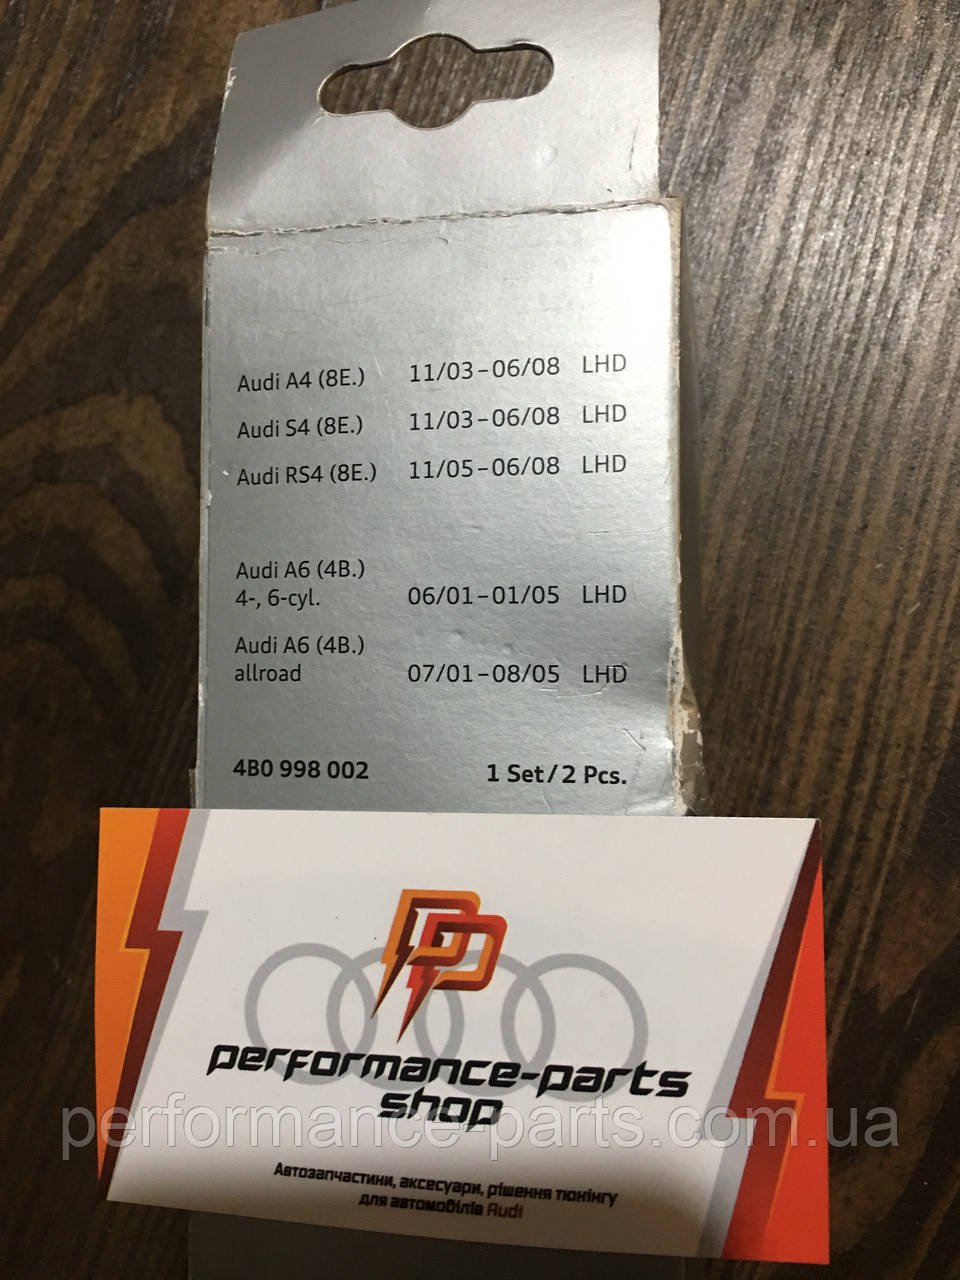 Audi A4 (8E.) 11/03–06/08 LHD
Audi S4 (8E.) 11/03–06/08 LHD
Audi RS4 (8E.) 11/05–06/08 LHD
Audi A6 (4B.)
4-, 6-cyl. 06/01–01/05 LHD
Audi A6 (4B.)
allroad 07/01–08/05 LHD
4B0 998 002 1 Set/2 Pcs.
performance-parts
shop
performance-parts.com.ua
Автозапчастини, аксесуари, рішення тюнінгу
для автомобілів Audi